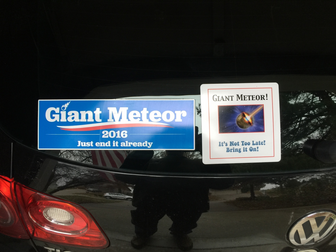 Giant Meteor
2016
Just end it already
GIANT METEOR!
It's Not Too Late!
Bring it On!